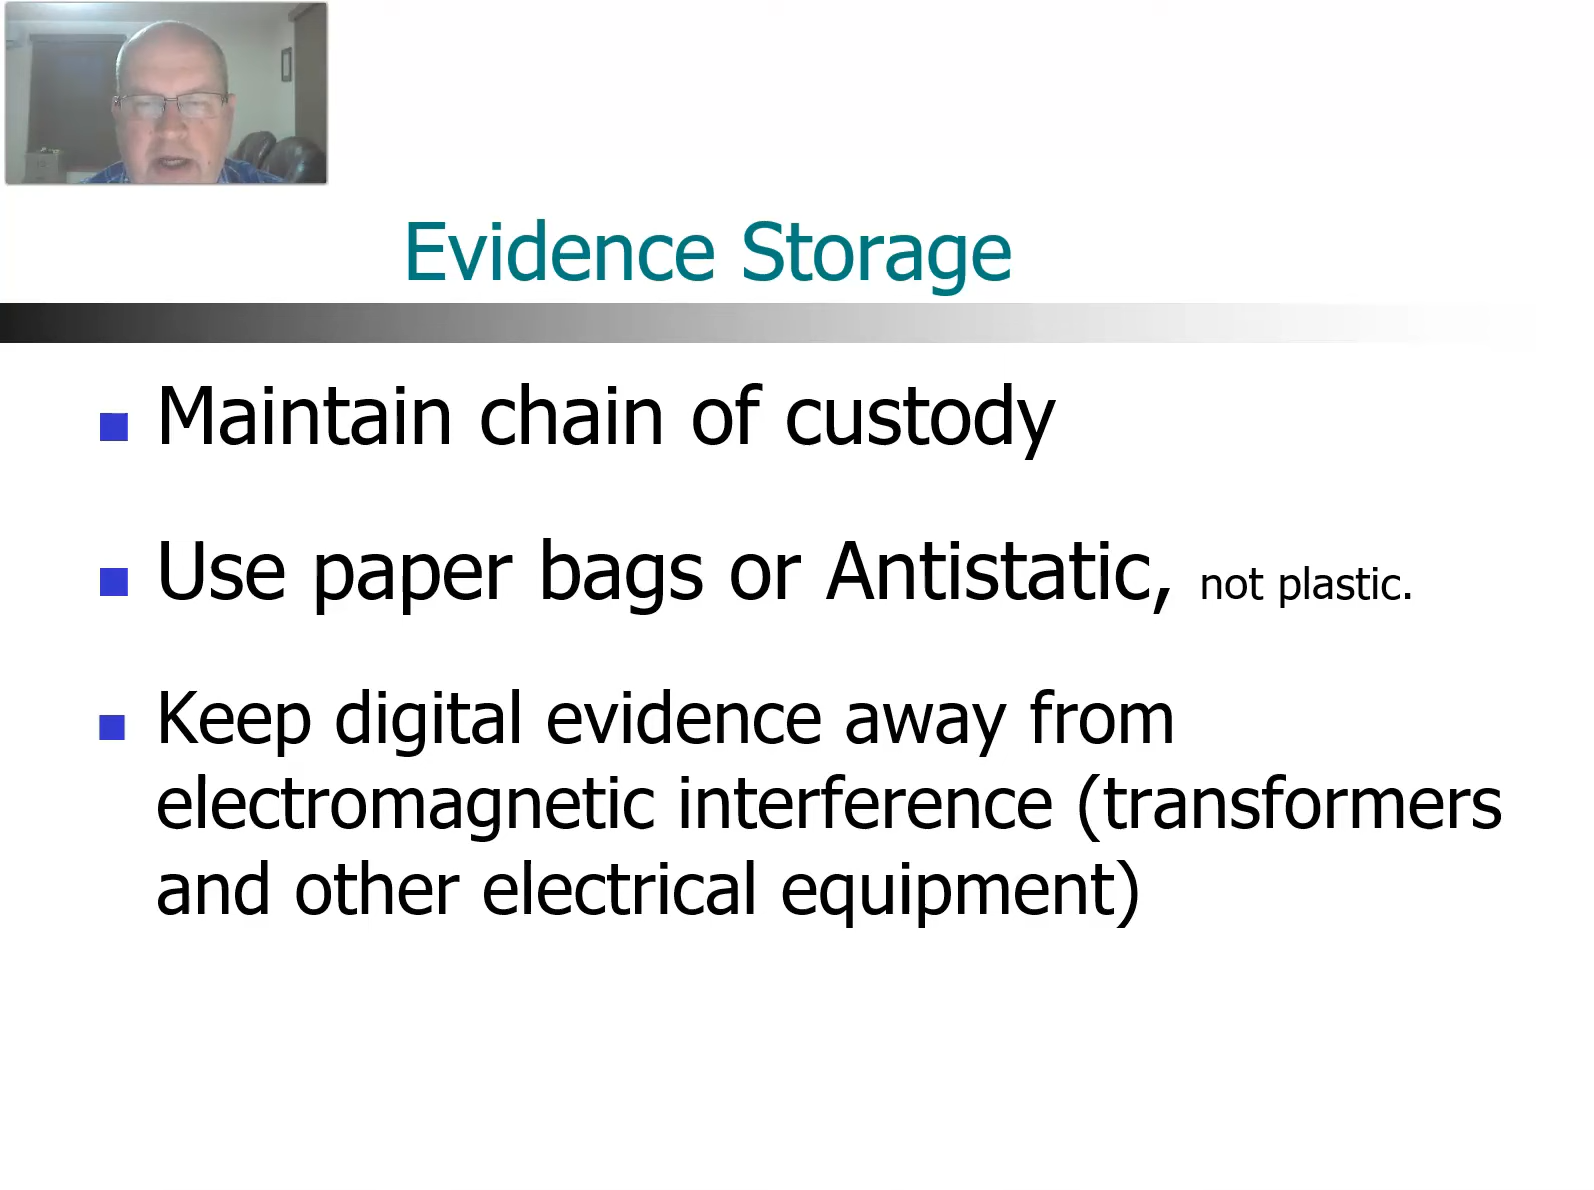 Evidence Storage
Maintain chain of custody
Use paper bags or Antistatic, not plastic.
Keep digital evidence away from
electromagnetic interference (transformers
and other electrical equipment)